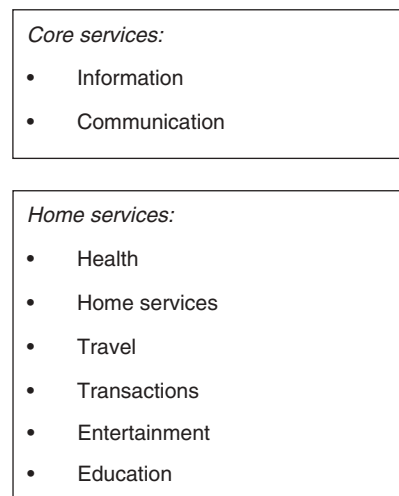 Core services:
• Information
• Communication
Home services:
• Health
• Home services
• Travel
• Transactions
• Entertainment
• Education